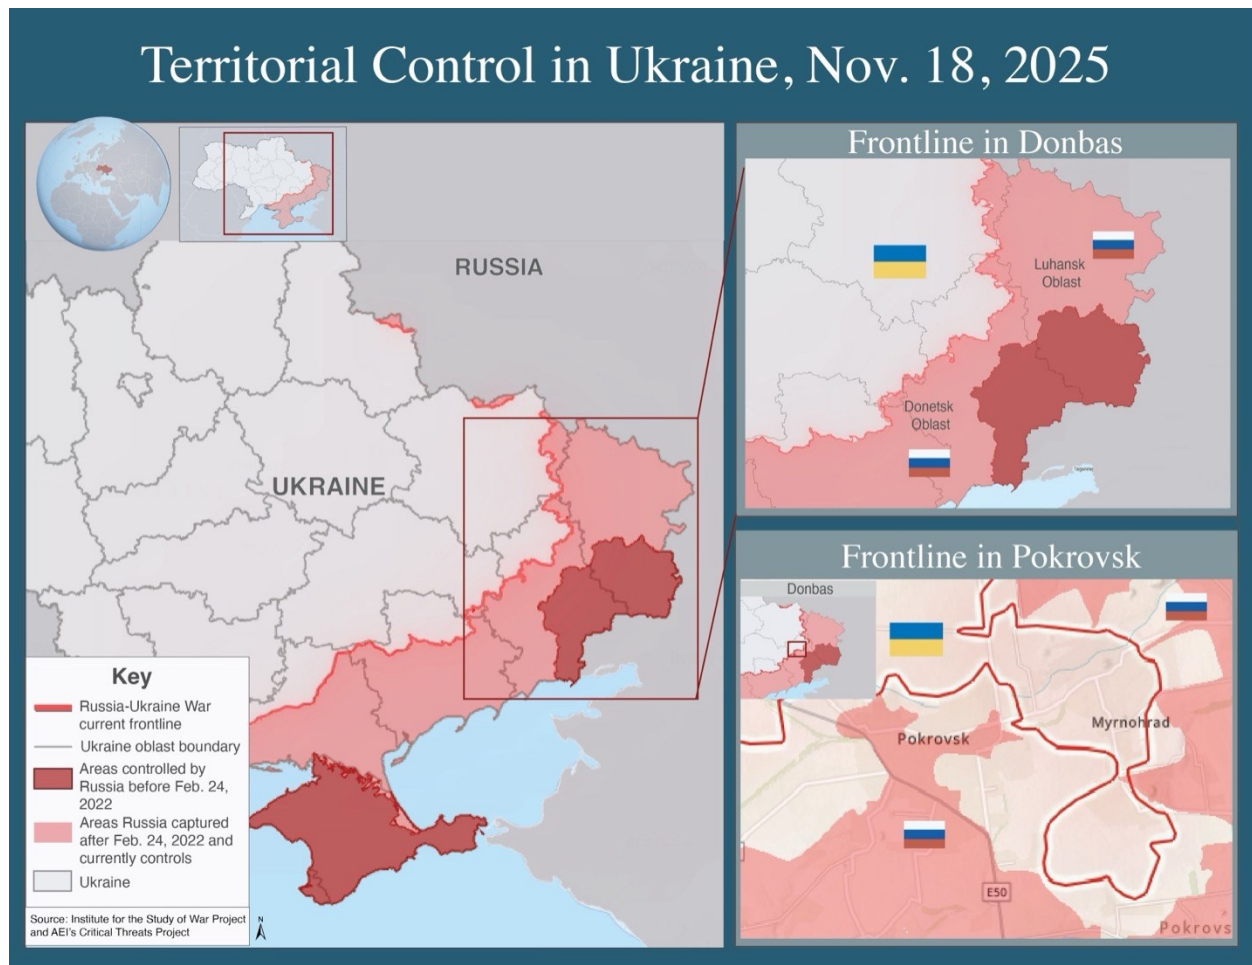 Territorial Control in Ukraine, Nov. 18, 2025
RUSSIA
UKRAINE
Key
Russia-Ukraine War
current frontline
Ukraine oblast boundary
Areas controlled by
Russia before Feb. 24,
2022
Areas Russia captured
after Feb. 24, 2022 and
currently controls
Ukraine
Source: Institute for the Study of War Project
and AEI's Critical Threats Project
N
Frontline in Donbas
Luhansk
Oblast
Donetsk
Oblast
Frontline in Pokrovsk
Donbas
Pokrovsk
Myrnohrad
E50
Pokrovs